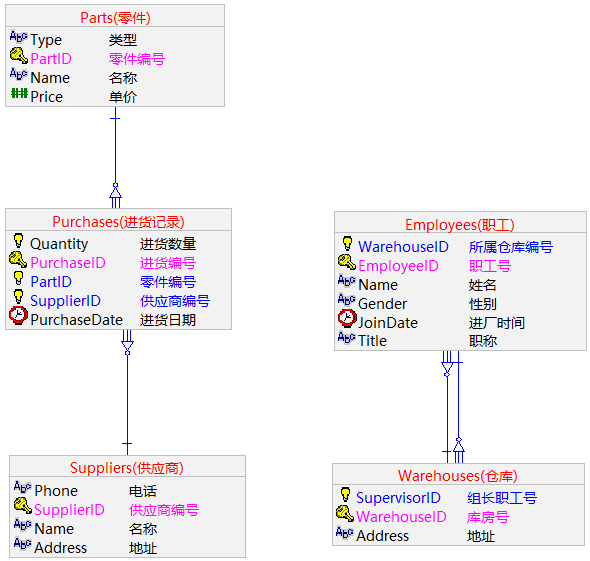 Parts(零件)
Type 类型
PartID 零件编号
Name 名称
Price 单价
Purchases(进货记录)
Quantity 进货数量
PurchaseID 进货编号
PartID 零件编号
SupplierID 供应商编号
PurchaseDate 进货日期
Suppliers(供应商)
Phone 电话
SupplierID 供应商编号
Name 名称
Address 地址
Employees(职工)
WarehouseID 所属仓库编号
EmployeeID 职工号
Name 姓名
Gender 性别
JoinDate 进厂时间
Title 职称
Warehouses(仓库)
SupervisorID 组长职工号
WarehouseID 库房号
Address 地址